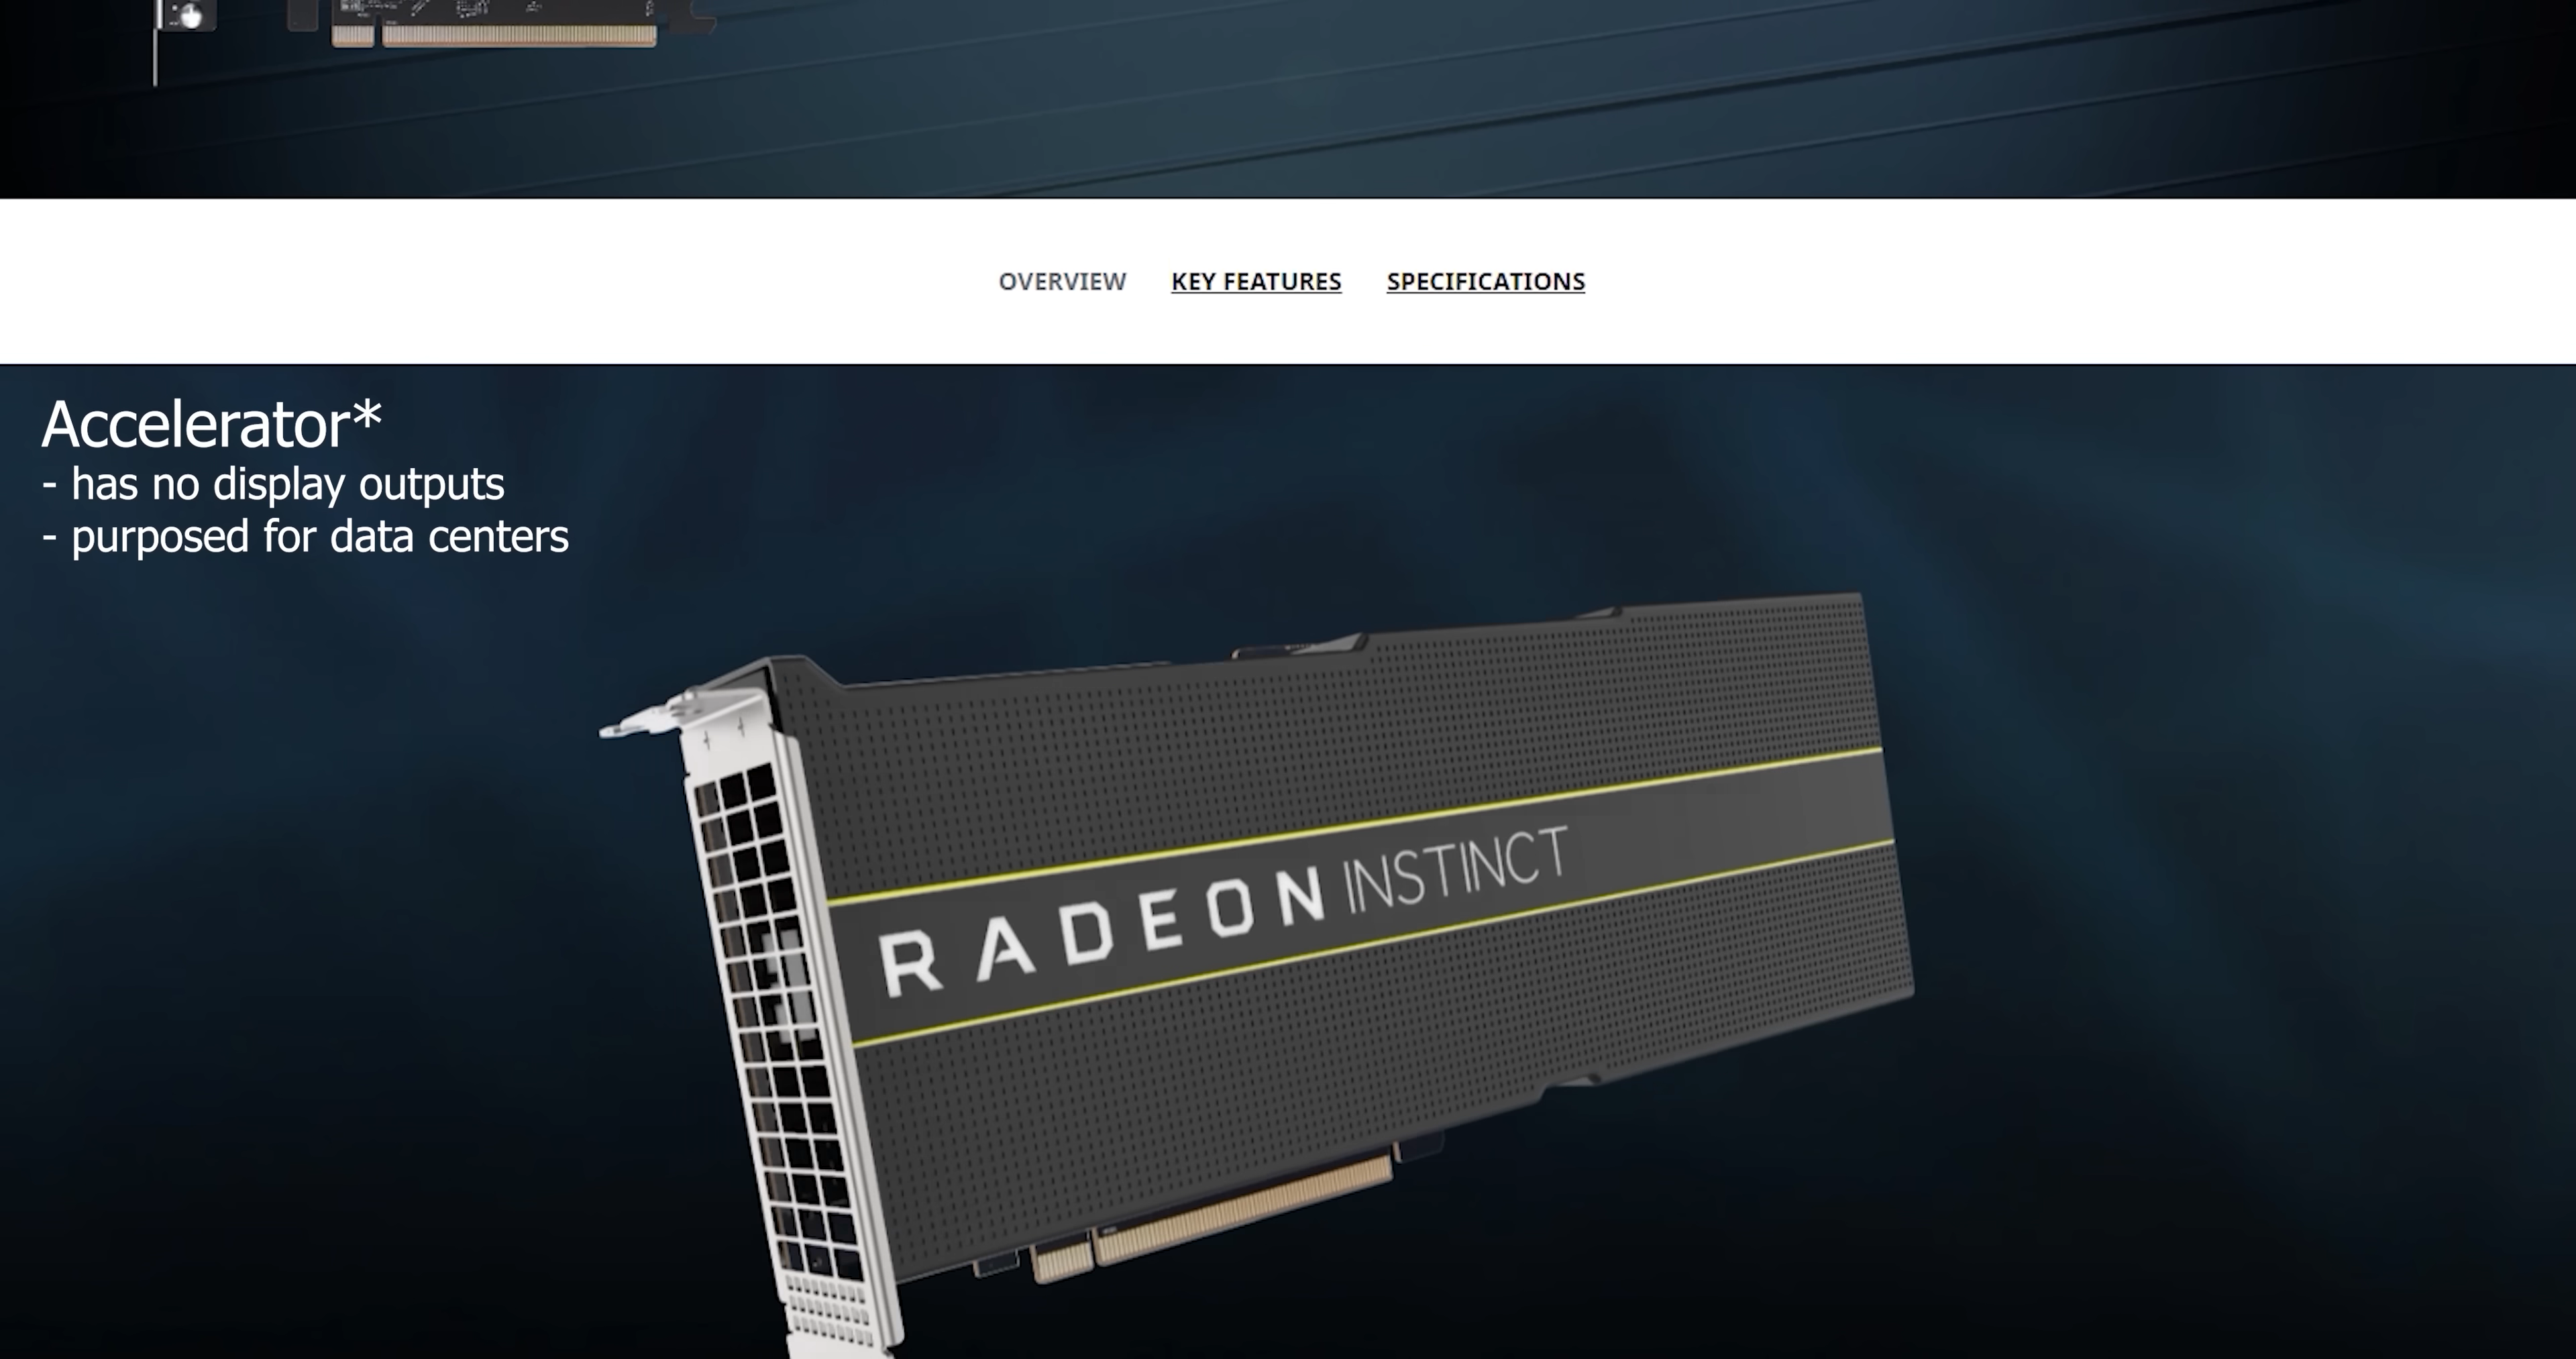 OVERVIEW KEY FEATURES SPECIFICATIONS
Accelerator*
- has no display outputs
- purposed for data centers
RADEON INSTINCT